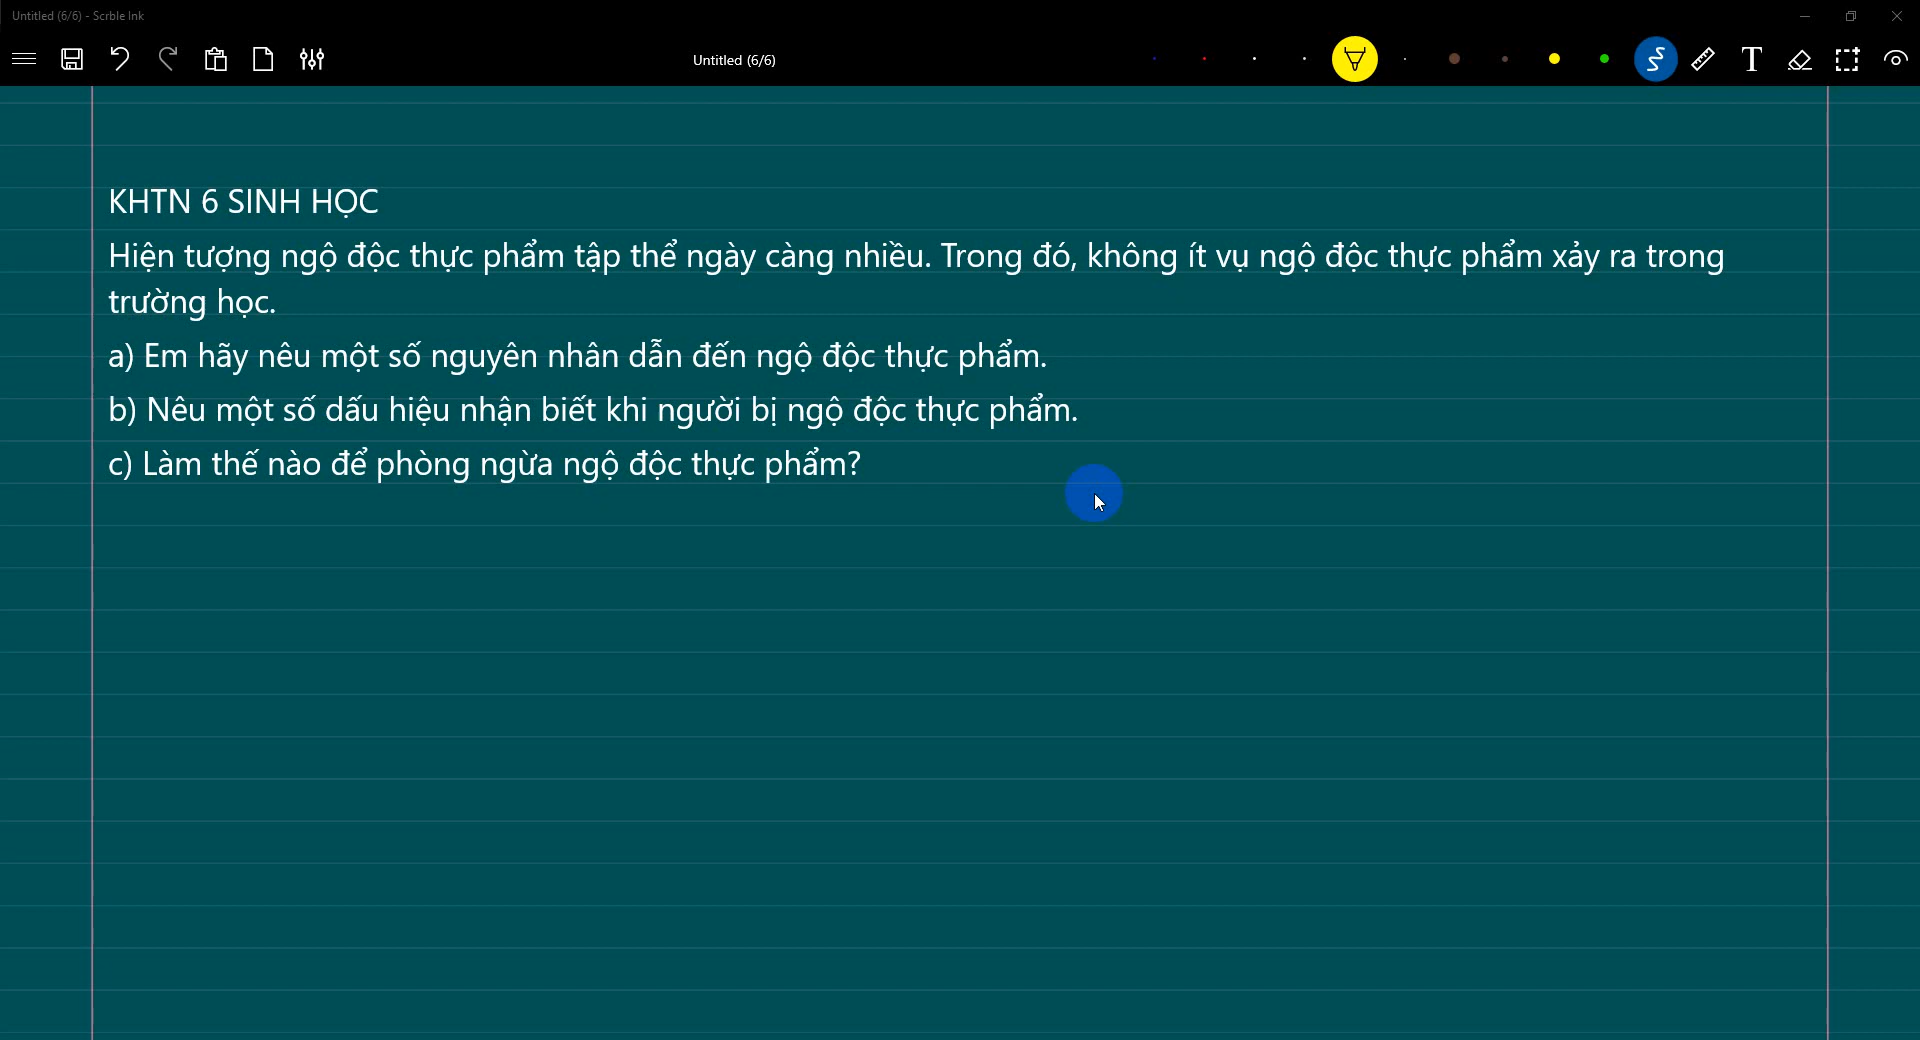 Untitled (6/6) - Scrble Ink
Untitled (6/6)
T
KHTN 6 SINH HỌC
Hiện tượng ngộ độc thực phẩm tập thể ngày càng nhiều. Trong đó, không ít vụ ngộ độc thực phẩm xảy ra trong
trường học.
a) Em hãy nêu một số nguyên nhân dẫn đến ngộ độc thực phẩm.
b) Nêu một số dấu hiệu nhận biết khi người bị ngộ độc thực phẩm.
c) Làm thế nào để phòng ngừa ngộ độc thực phẩm?